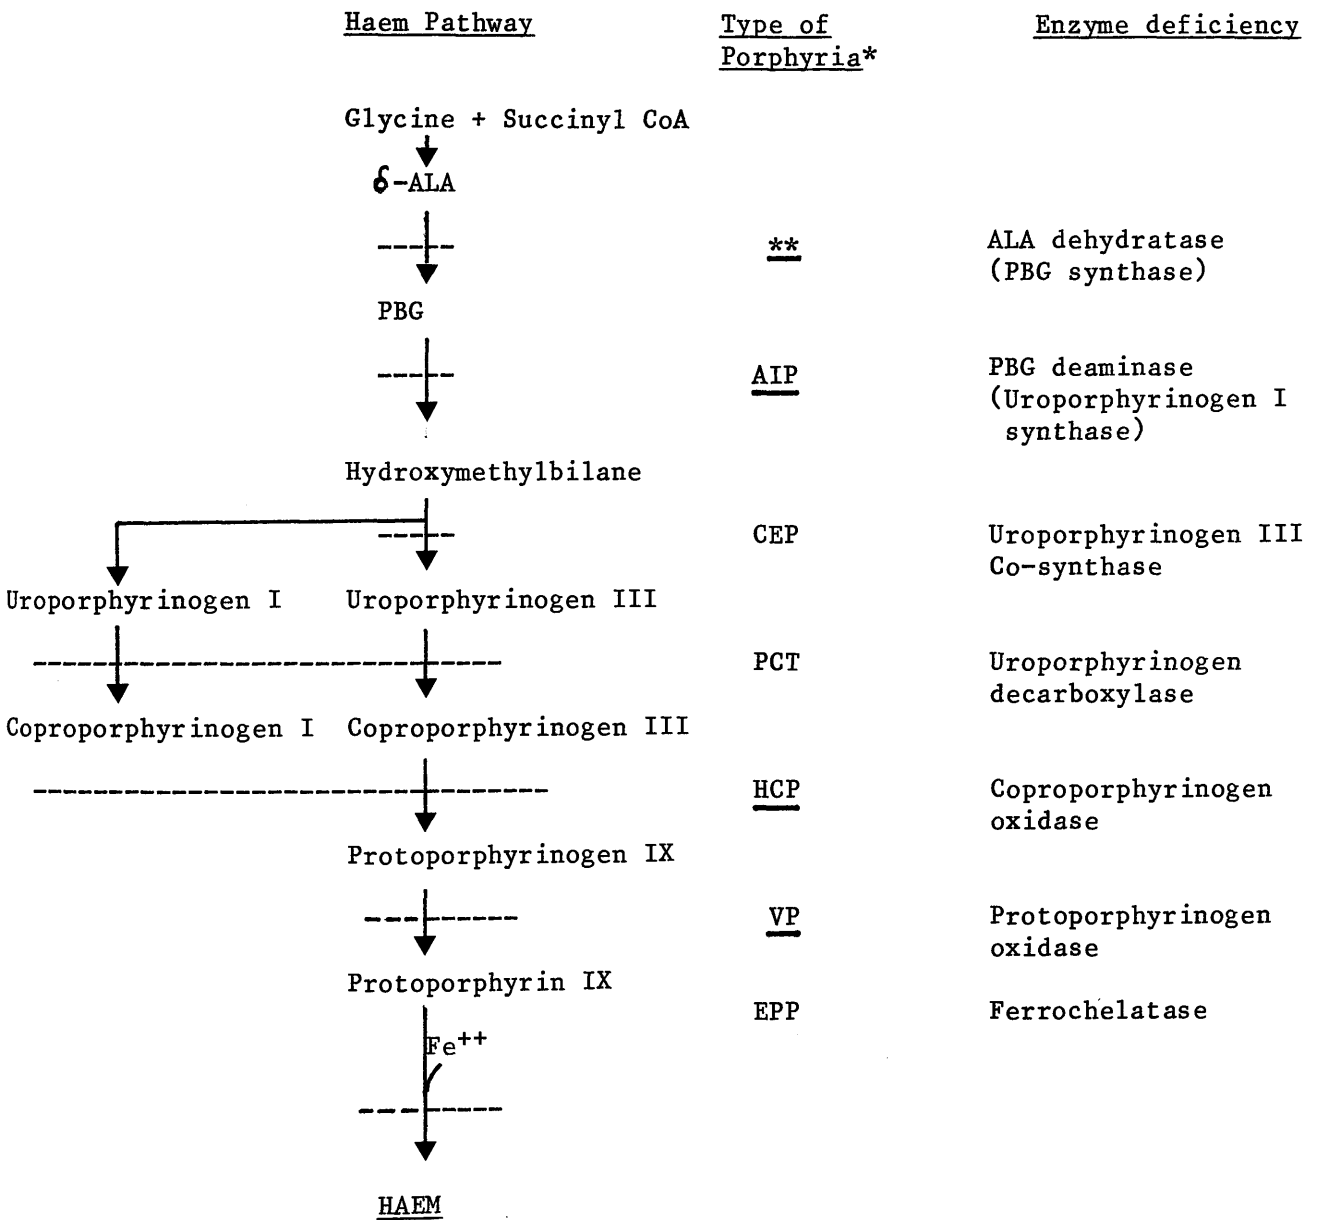 Haem Pathway
Type of
Porphyria*
Enzyme deficiency
Glycine + Succinyl CoA
δ-ALA
**
ALA dehydratase
(PBG synthase)
PBG
AIP
PBG deaminase
(Uroporphyrinogen I
synthase)
Hydroxymethylbilane
CEP
Uroporphyrinogen III
Co-synthase
Uroporphyrinogen I
Uroporphyrinogen III
PCT
Uroporphyrinogen
decarboxylase
Coproporphyrinogen I
Coproporphyrinogen III
HCP
Coproporphyrinogen
oxidase
Protoporphyrinogen IX
VP
Protoporphyrinogen
oxidase
Protoporphyrin IX
EPP
Ferrochelatase
Fe++
HAEM